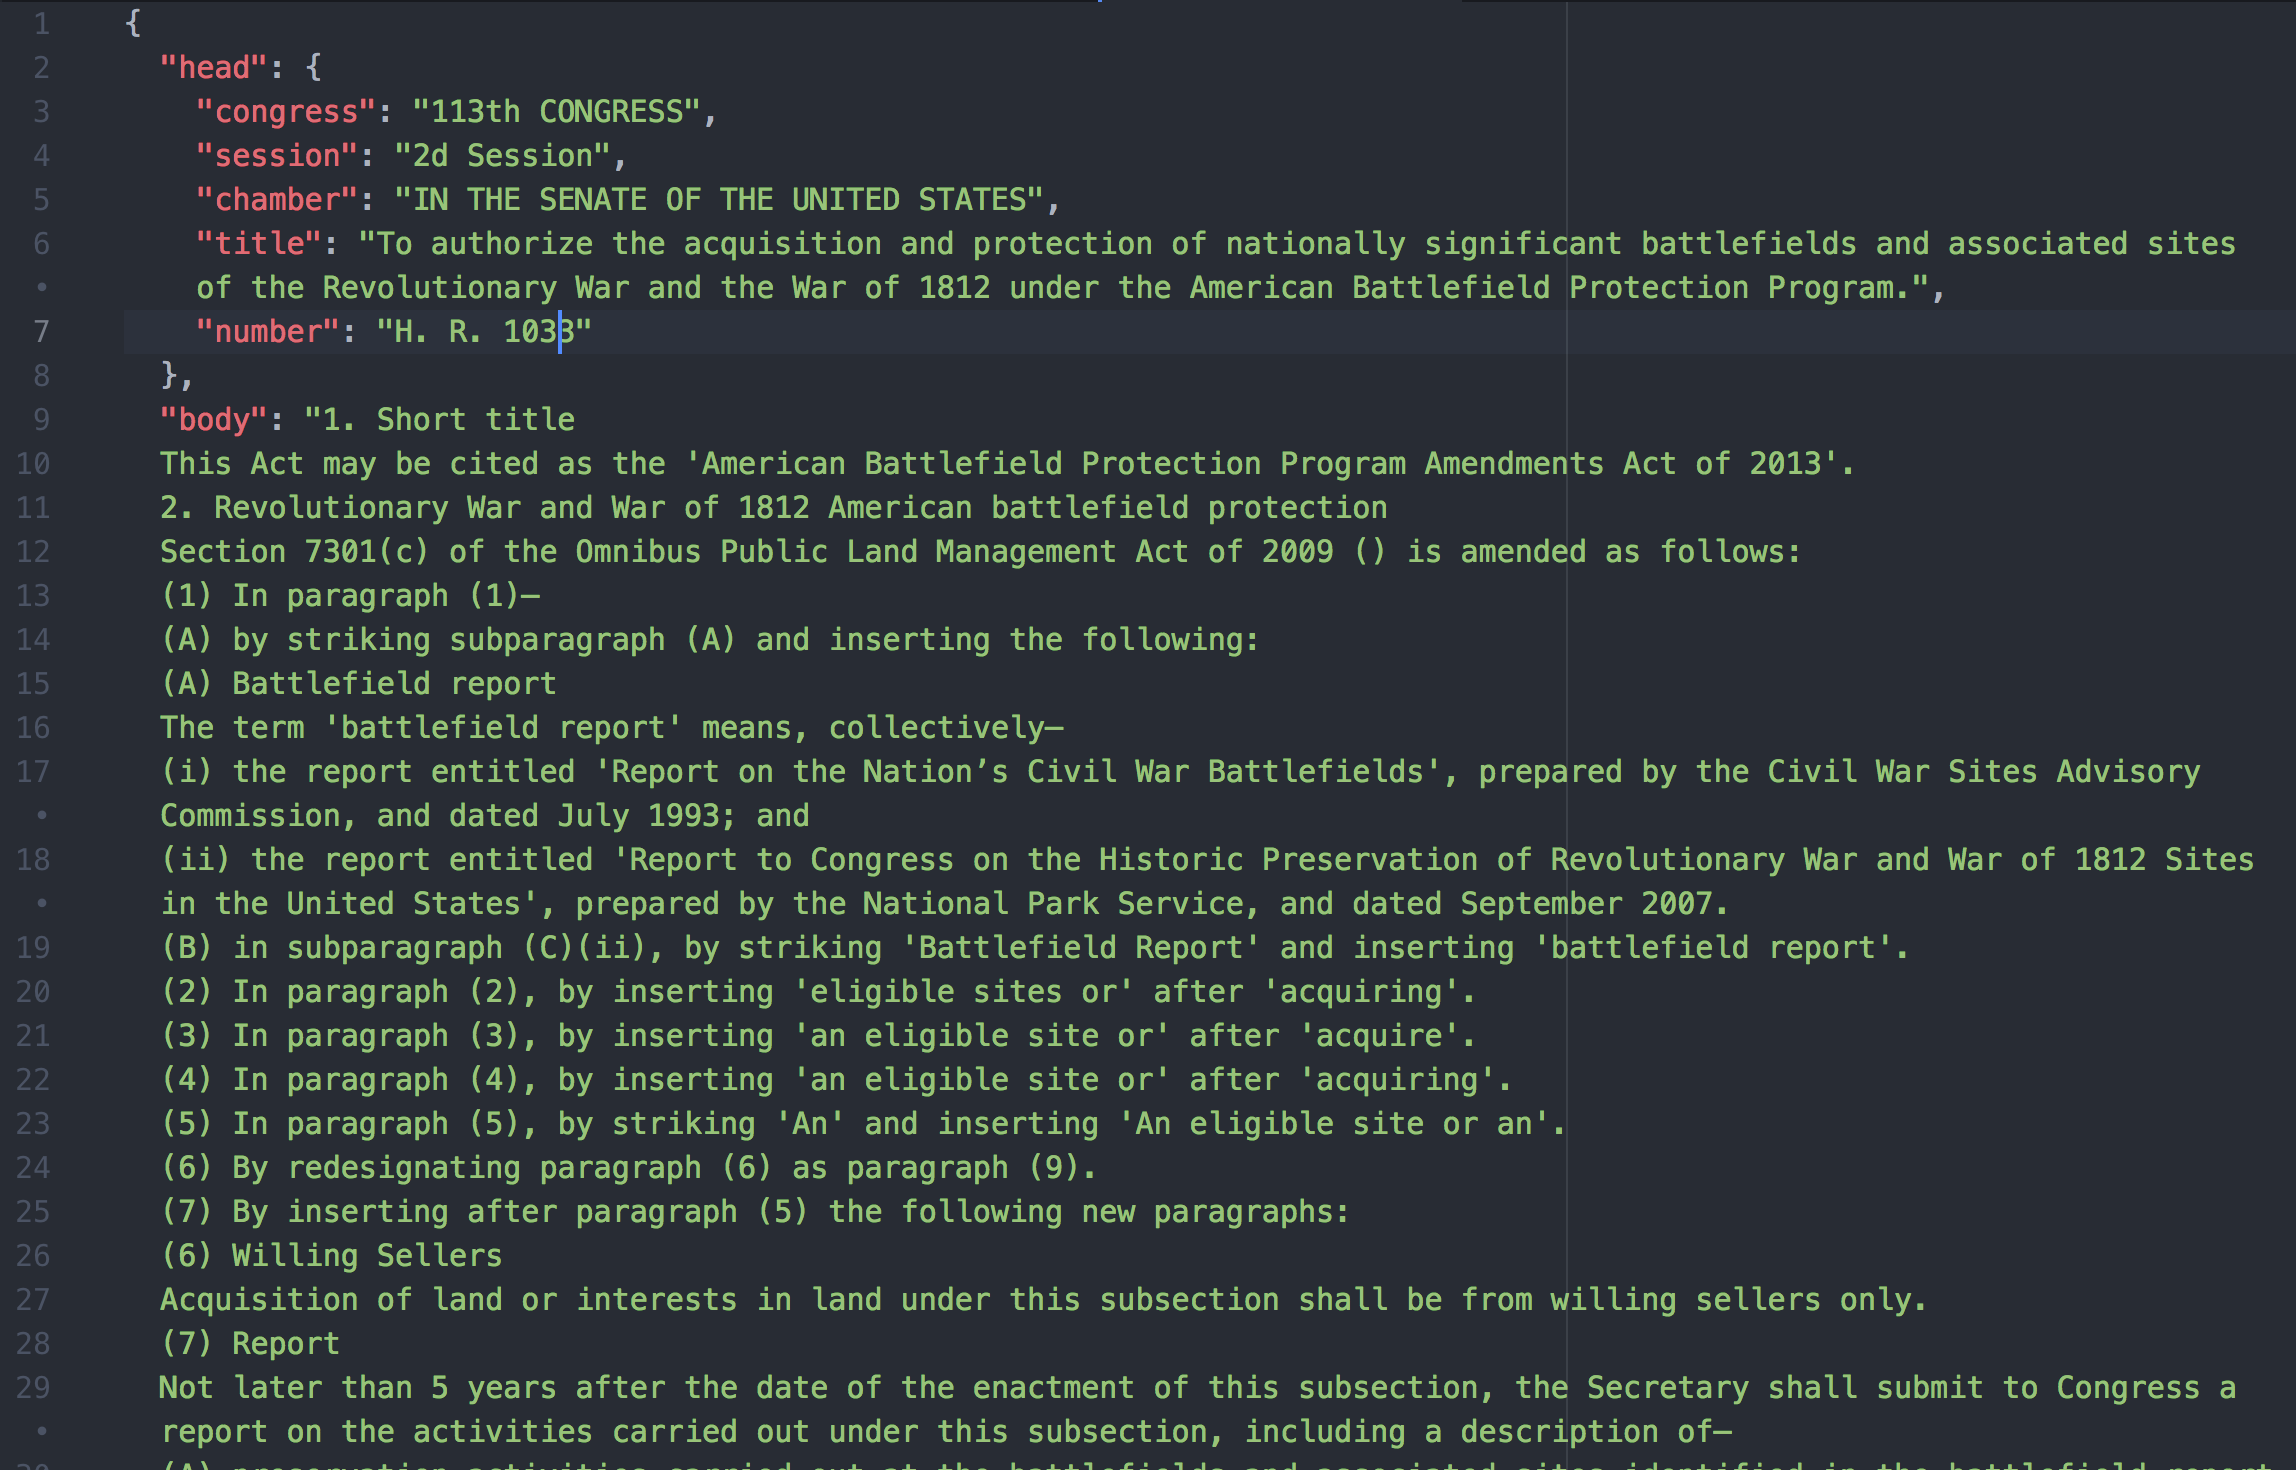 1 {
2 "head": {
3 "congress": "113th CONGRESS",
4 "session": "2d Session",
5 "chamber": "IN THE SENATE OF THE UNITED STATES",
6 "title": "To authorize the acquisition and protection of nationally significant battlefields and associated sites
• of the Revolutionary War and the War of 1812 under the American Battlefield Protection Program.",
7 "number": "H. R. 1033"
8 },
9 "body": "1. Short title
10 This Act may be cited as the 'American Battlefield Protection Program Amendments Act of 2013'.
11 2. Revolutionary War and War of 1812 American battlefield protection
12 Section 7301(c) of the Omnibus Public Land Management Act of 2009 () is amended as follows:
13 (1) In paragraph (1)—
14 (A) by striking subparagraph (A) and inserting the following:
15 (A) Battlefield report
16 The term 'battlefield report' means, collectively—
17 (i) the report entitled 'Report on the Nation’s Civil War Battlefields', prepared by the Civil War Sites Advisory
• Commission, and dated July 1993; and
18 (ii) the report entitled 'Report to Congress on the Historic Preservation of Revolutionary War and War of 1812 Sites
• in the United States', prepared by the National Park Service, and dated September 2007.
19 (B) in subparagraph (C)(ii), by striking 'Battlefield Report' and inserting 'battlefield report'.
20 (2) In paragraph (2), by inserting 'eligible sites or' after 'acquiring'.
21 (3) In paragraph (3), by inserting 'an eligible site or' after 'acquire'.
22 (4) In paragraph (4), by inserting 'an eligible site or' after 'acquiring'.
23 (5) In paragraph (5), by striking 'An' and inserting 'An eligible site or an'.
24 (6) By redesignating paragraph (6) as paragraph (9).
25 (7) By inserting after paragraph (5) the following new paragraphs:
26 (6) Willing Sellers
27 Acquisition of land or interests in land under this subsection shall be from willing sellers only.
28 (7) Report
29 Not later than 5 years after the date of the enactment of this subsection, the Secretary shall submit to Congress a
• report on the activities carried out under this subsection, including a description of—
30 (A) preservation activities carried out at the battlefields and associated sites identified in the battlefield report